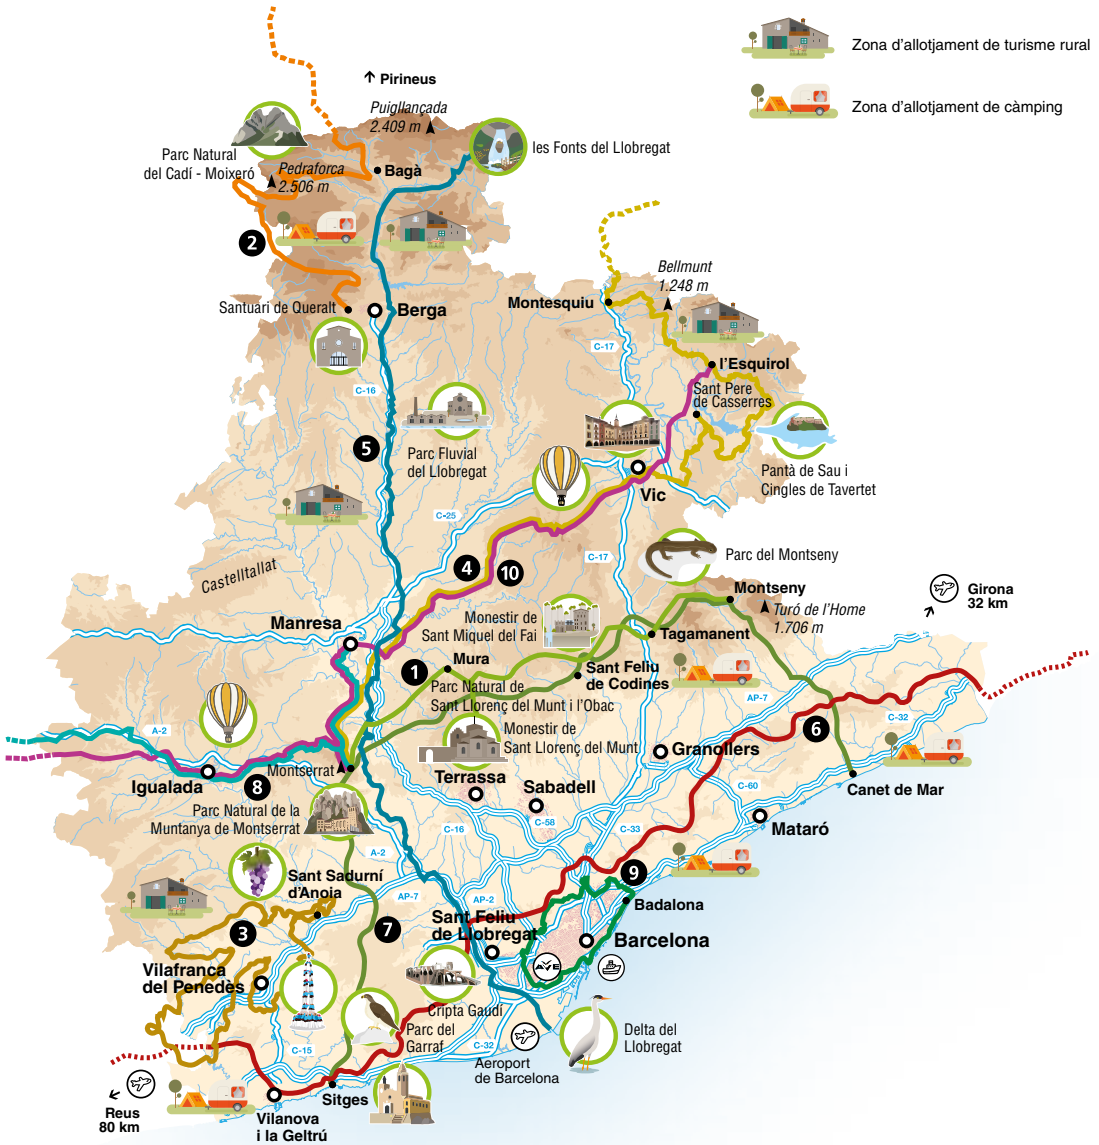 Zona d'allotjament de turisme rural
Zona d'allotjament de càmping
Pirineus
Puigllançada
2.409 m
les Fonts del Llobregat
Parc Natural
del Cadí - Moixeró
Pedraforca
2.506 m
Bagà
2
Bellmunt
1.248 m
Montesquiu
Santuari de Queralt
Berga
C-17
l'Esquirol
Sant Pere
de Casserres
C-16
5
Parc Fluvial
del Llobregat
Vic
Pantà de Sau i
Cingles de Tavertet
C-25
C-17
Parc del Montseny
4
10
Castelltallat
Montseny
Girona
32 km
Turó de l'Home
1.706 m
Manresa
Monestir de
Sant Miquel del Fai
Tagamanent
1
Mura
Sant Feliu
de Codines
Parc Natural de
Sant Llorenç del Munt i l'Obac
AP-7
6
C-32
A-2
Monestir de
Sant Llorenç del Munt
Granollers
Montserrat
Igualada
8
Terrassa
Sabadell
C-60
Canet de Mar
Parc Natural de la
Muntanya de Montserrat
C-16
C-58
C-33
Mataró
A-2
Sant Sadurní
d'Anoia
AP-7
AP-2
9
Badalona
3
7
Sant Feliu
de Llobregat
Barcelona
AVE
Vilafranca
del Penedès
Cripta Gaudí
Parc del
Garraf
Delta del
Llobregat
C-15
C-32
Aeroport
de Barcelona
Reus
80 km
Sitges
Vilanova
i la Geltrú